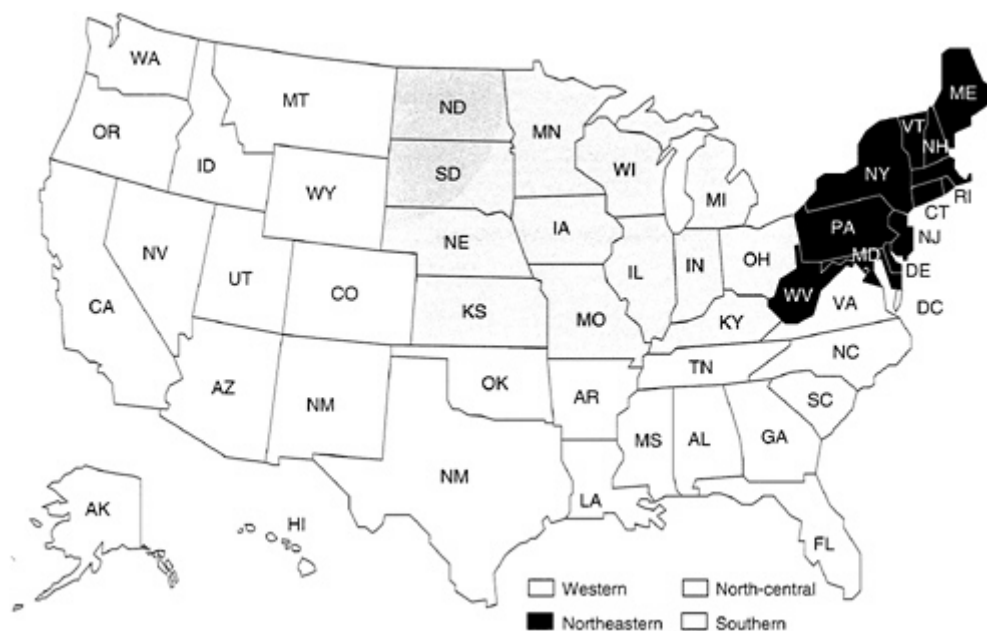 WA
MT
ND
MN
ME
VT
NH
OR
ID
SD
WI
NY
MI
RI
WY
CT
PA
IA
NE
NJ
NV
OH
MD
UT
IL
IN
DE
CO
WV
CA
KS
MO
VA
DC
KY
NC
TN
AZ
OK
NM
AR
SC
MS
AL
GA
NM
LA
AK
HI
FL
Western
North-central
Northeastern
Southern